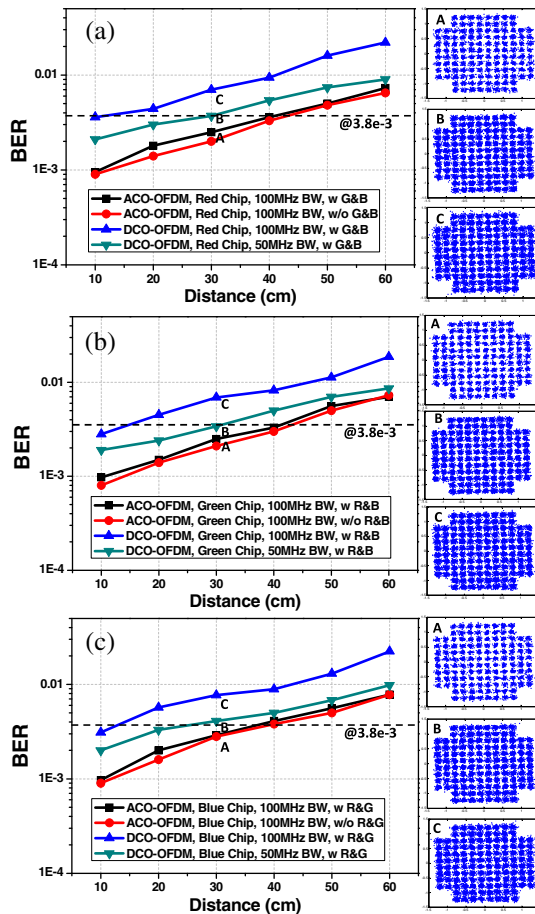 (a)
0.01
1E-3
1E-4
BER
C
B
A
@3.8e-3
ACO-OFDM, Red Chip, 100MHz BW, w G&B
ACO-OFDM, Red Chip, 100MHz BW, w/o G&B
DCO-OFDM, Red Chip, 100MHz BW, w G&B
DCO-OFDM, Red Chip, 50MHz BW, w G&B
10 20 30 40 50 60
Distance (cm)
A
B
C
(b)
0.01
1E-3
1E-4
BER
C
B
A
@3.8e-3
ACO-OFDM, Green Chip, 100MHz BW, w R&B
ACO-OFDM, Green Chip, 100MHz BW, w/o R&B
DCO-OFDM, Green Chip, 100MHz BW, w R&B
DCO-OFDM, Green Chip, 50MHz BW, w R&B
10 20 30 40 50 60
Distance (cm)
A
B
C
(c)
0.01
1E-3
1E-4
BER
C
B
A
@3.8e-3
ACO-OFDM, Blue Chip, 100MHz BW, w R&G
ACO-OFDM, Blue Chip, 100MHz BW, w/o R&G
DCO-OFDM, Blue Chip, 100MHz BW, w R&G
DCO-OFDM, Blue Chip, 50MHz BW, w R&G
10 20 30 40 50 60
Distance (cm)
A
B
C